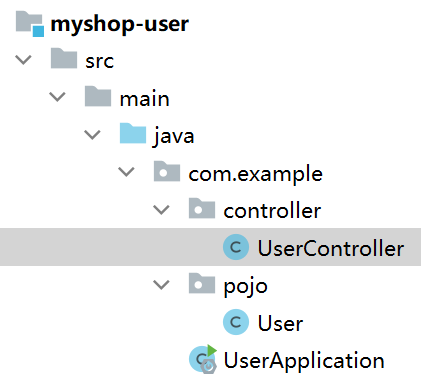 myshop-user
src
main
java
com.example
controller
UserController
pojo
User
UserApplication